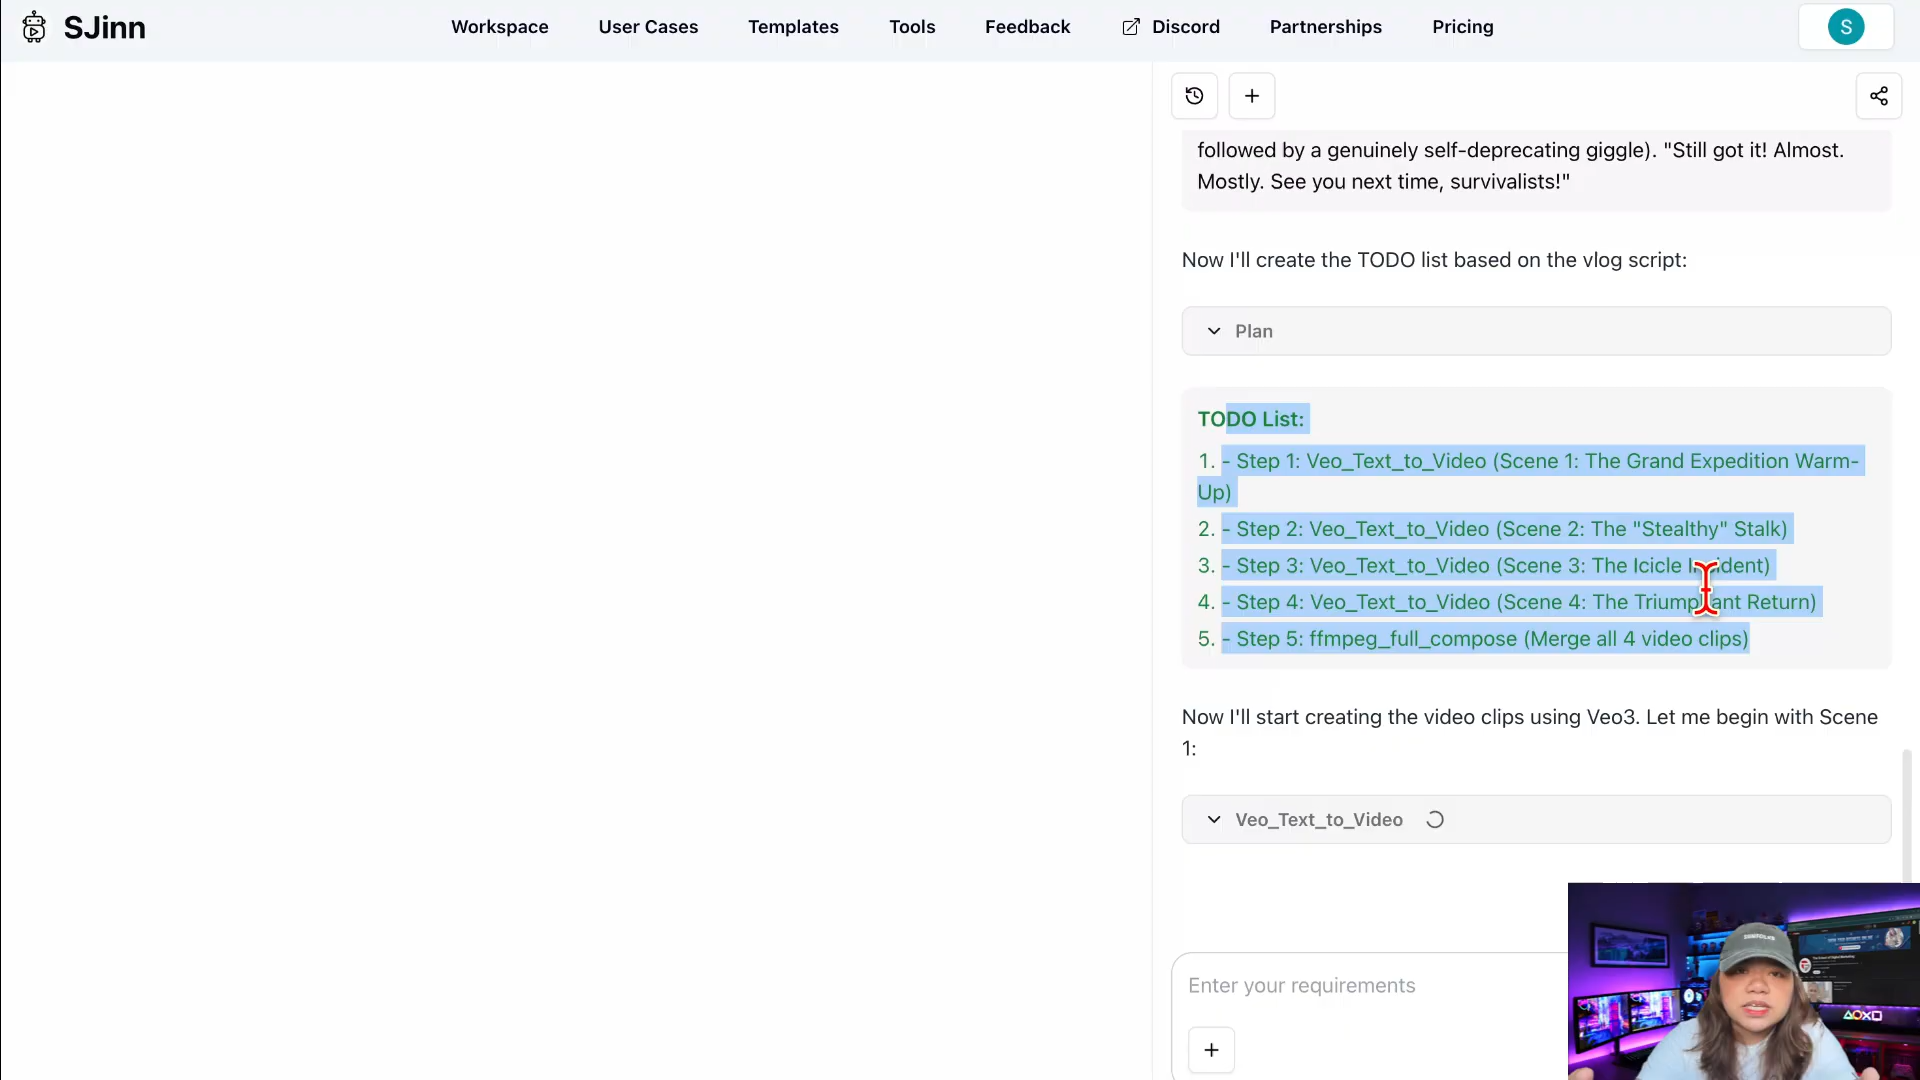 SJinn
Workspace
User Cases
Templates
Tools
Feedback
Discord
Partnerships
Pricing
S
followed by a genuinely self-deprecating giggle). "Still got it! Almost.
Mostly. See you next time, survivalists!"
Now I'll create the TODO list based on the vlog script:
Plan
TODO List:
1. - Step 1: Veo_Text_to_Video (Scene 1: The Grand Expedition Warm-
Up)
2. - Step 2: Veo_Text_to_Video (Scene 2: The "Stealthy" Stalk)
3. - Step 3: Veo_Text_to_Video (Scene 3: The Icicle Incident)
4. - Step 4: Veo_Text_to_Video (Scene 4: The Triumphant Return)
5. - Step 5: ffmpeg_full_compose (Merge all 4 video clips)
Now I'll start creating the video clips using Veo3. Let me begin with Scene
1:
Veo_Text_to_Video
Enter your requirements